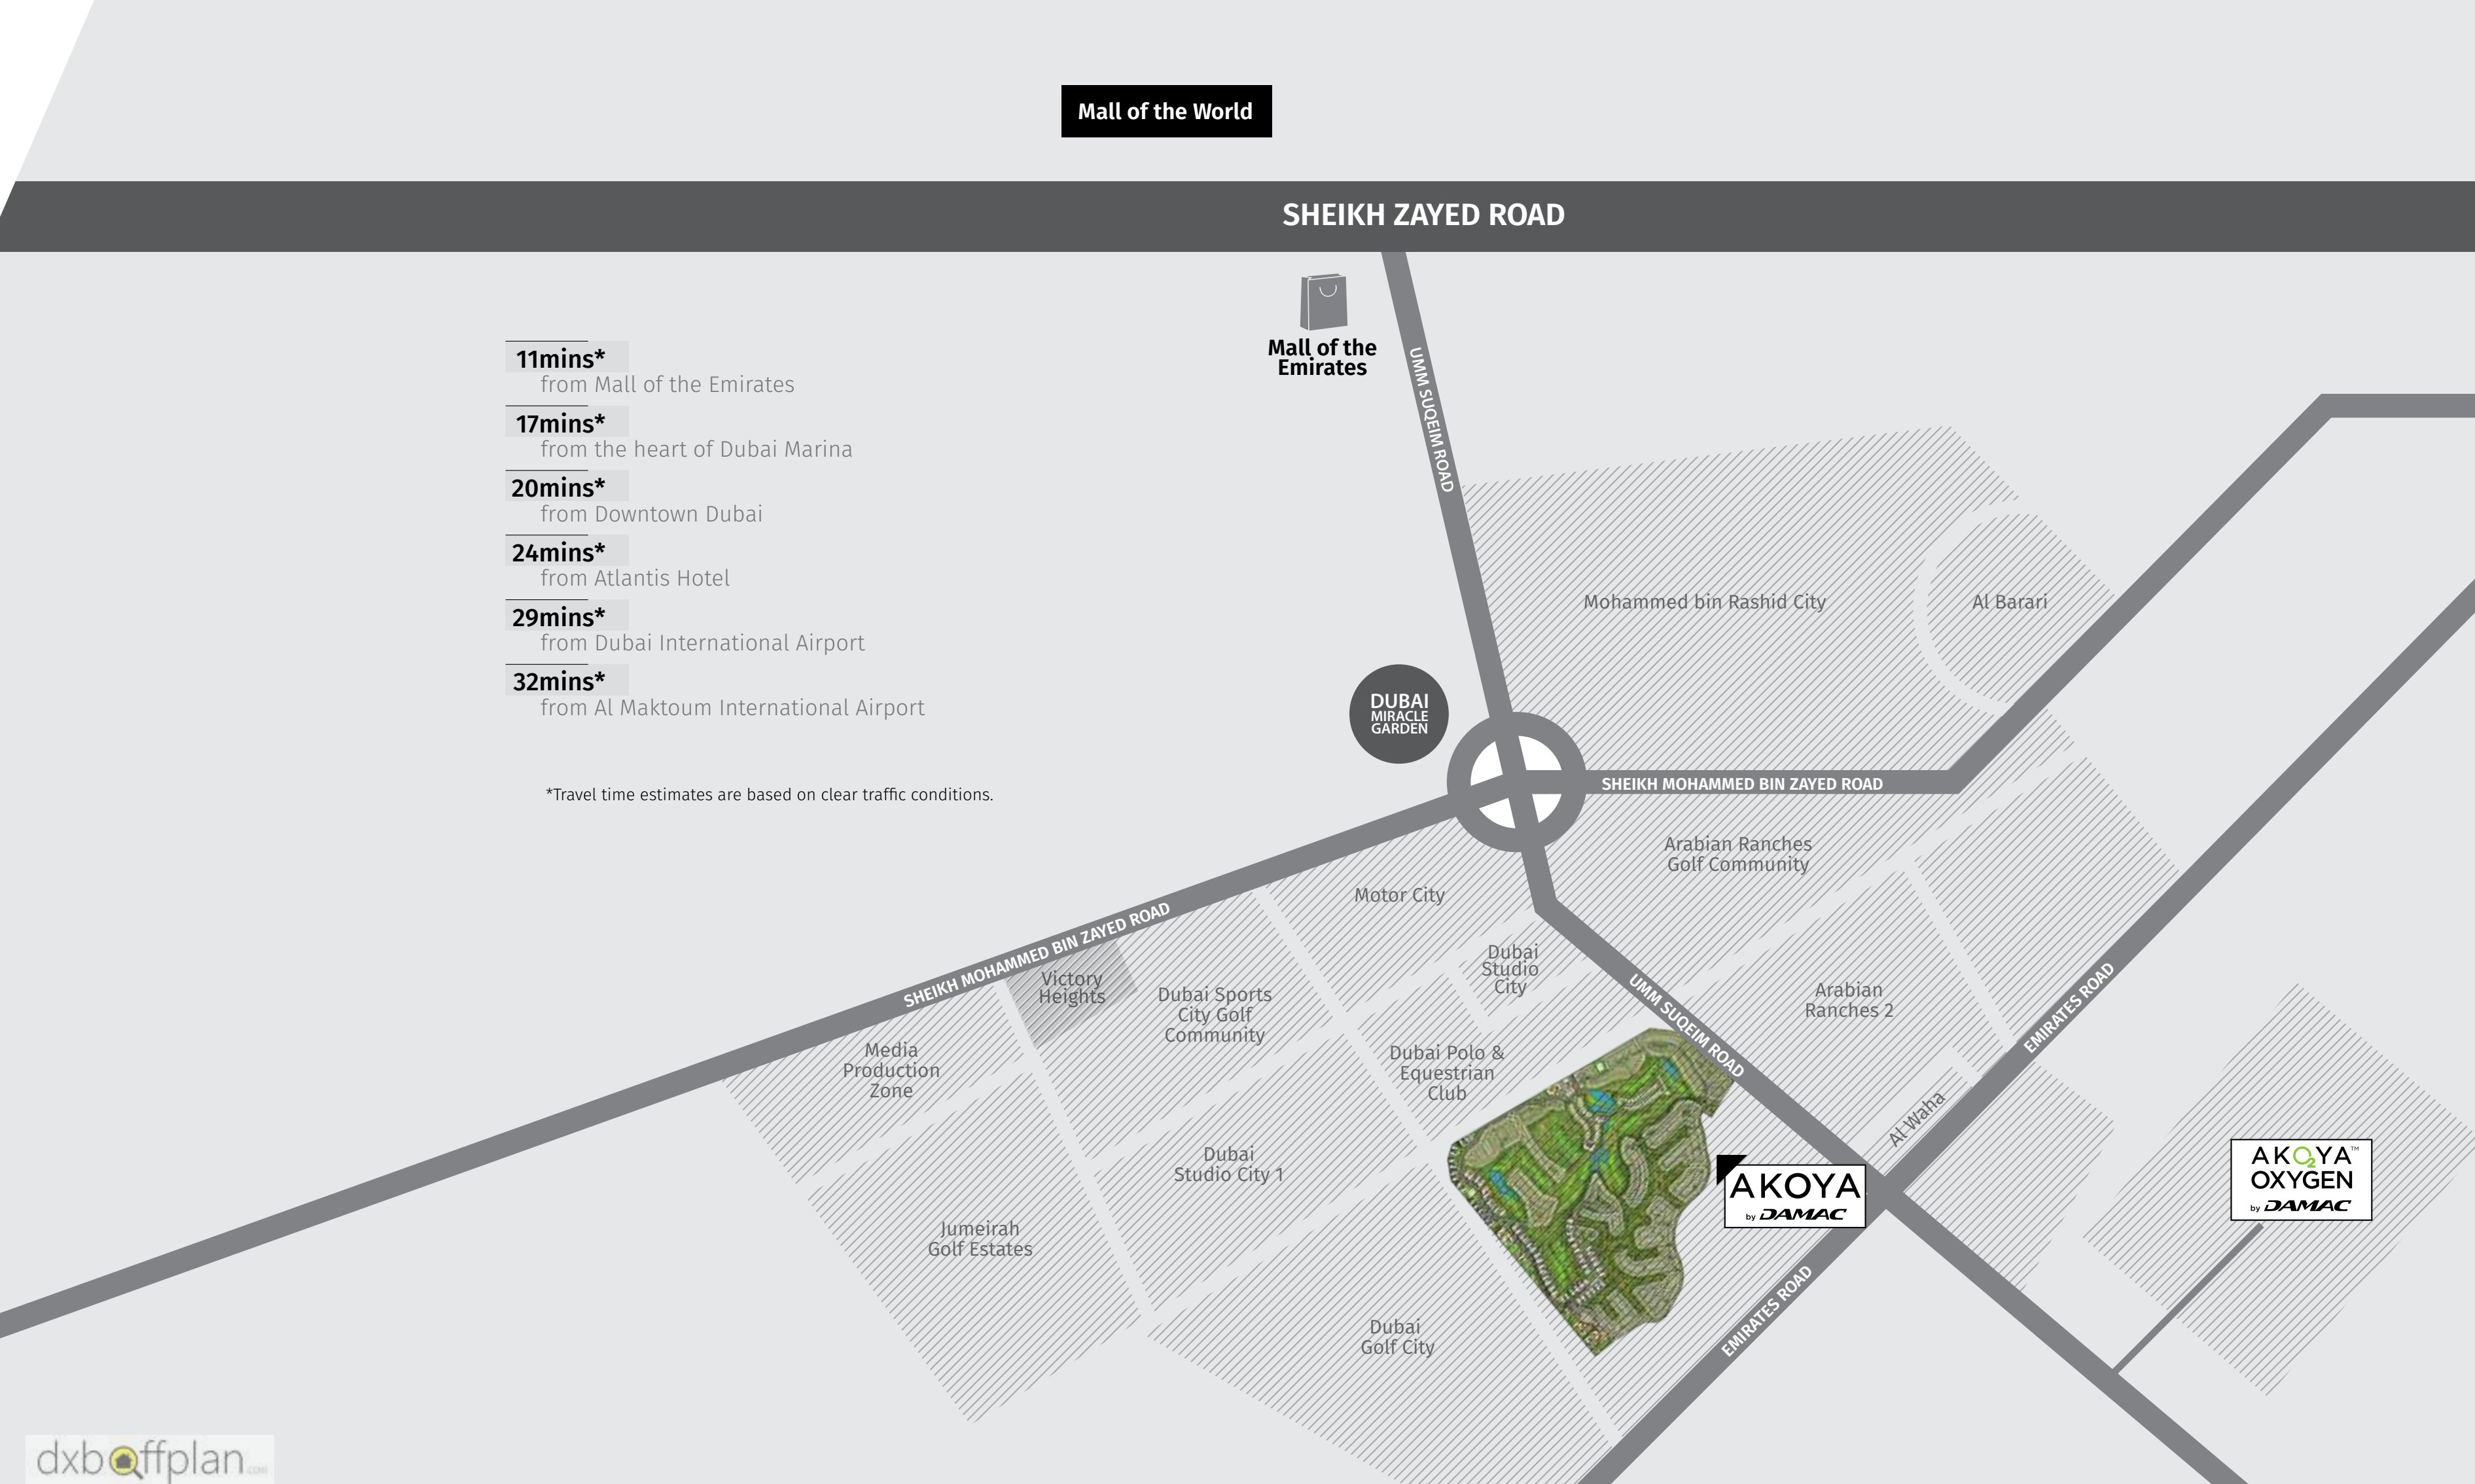 Mall of the World
SHEIKH ZAYED ROAD
Mall of the
Emirates
UMM SUQEIM ROAD
11mins*
from Mall of the Emirates
17mins*
from the heart of Dubai Marina
20mins*
from Downtown Dubai
24mins*
from Atlantis Hotel
29mins*
from Dubai International Airport
32mins*
from Al Maktoum International Airport
*Travel time estimates are based on clear traffic conditions.
Mohammed bin Rashid City
Al Barari
DUBAI
MIRACLE
GARDEN
SHEIKH MOHAMMED BIN ZAYED ROAD
Arabian Ranches
Golf Community
Motor City
SHEIKH MOHAMMED BIN ZAYED ROAD
Victory
Heights
Dubai Sports
City Golf
Community
Dubai
Studio
City
UMM SUQEIM ROAD
Arabian
Ranches 2
EMIRATES ROAD
Media
Production
Zone
Dubai Polo &
Equestrian
Club
Al Waha
Dubai
Studio City 1
AKOYA
by DAMAC
AKO2YA™
OXYGEN
by DAMAC
Jumeirah
Golf Estates
Dubai
Golf City
EMIRATES ROAD
dxboffplan.com